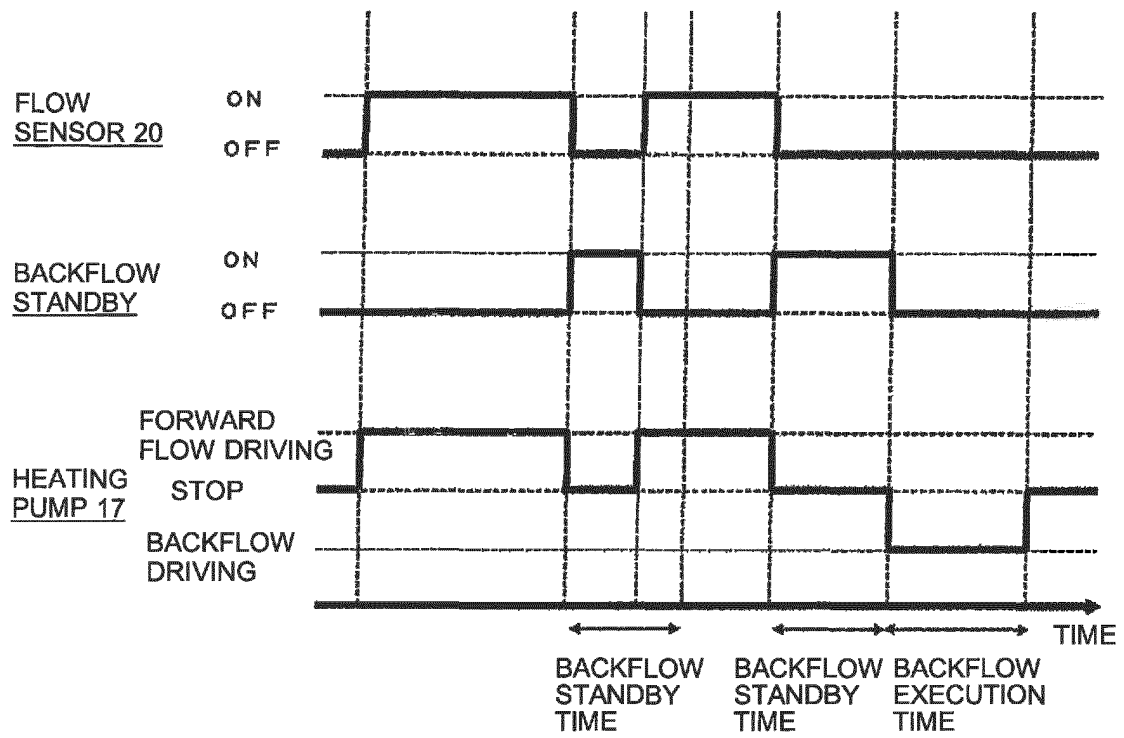 FLOW
SENSOR 20
ON
OFF
BACKFLOW
STANDBY
ON
OFF
HEATING
PUMP 17
FORWARD
FLOW DRIVING
STOP
BACKFLOW
DRIVING
TIME
BACKFLOW
STANDBY
TIME
BACKFLOW
STANDBY
TIME
BACKFLOW
EXECUTION
TIME